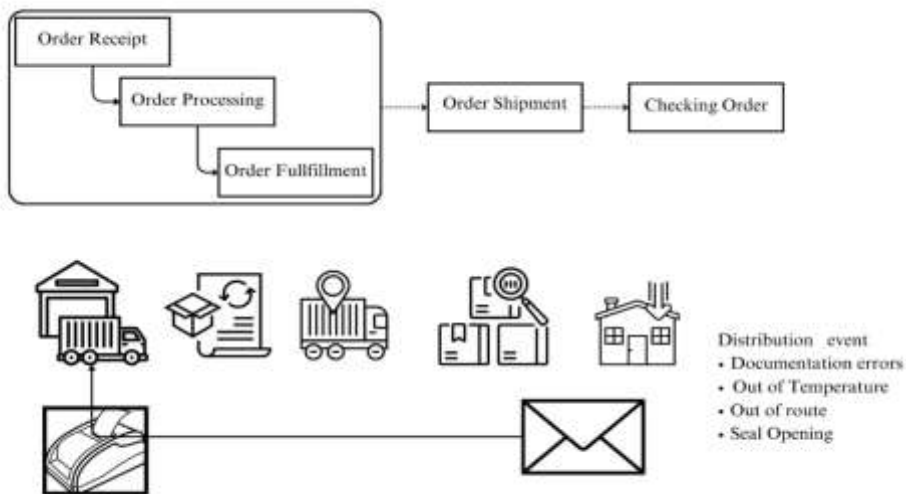 Order Receipt
Order Processing
Order Fullfillment
Order Shipment
Checking Order
Distribution event
• Documentation errors
• Out of Temperature
• Out of route
• Seal Opening